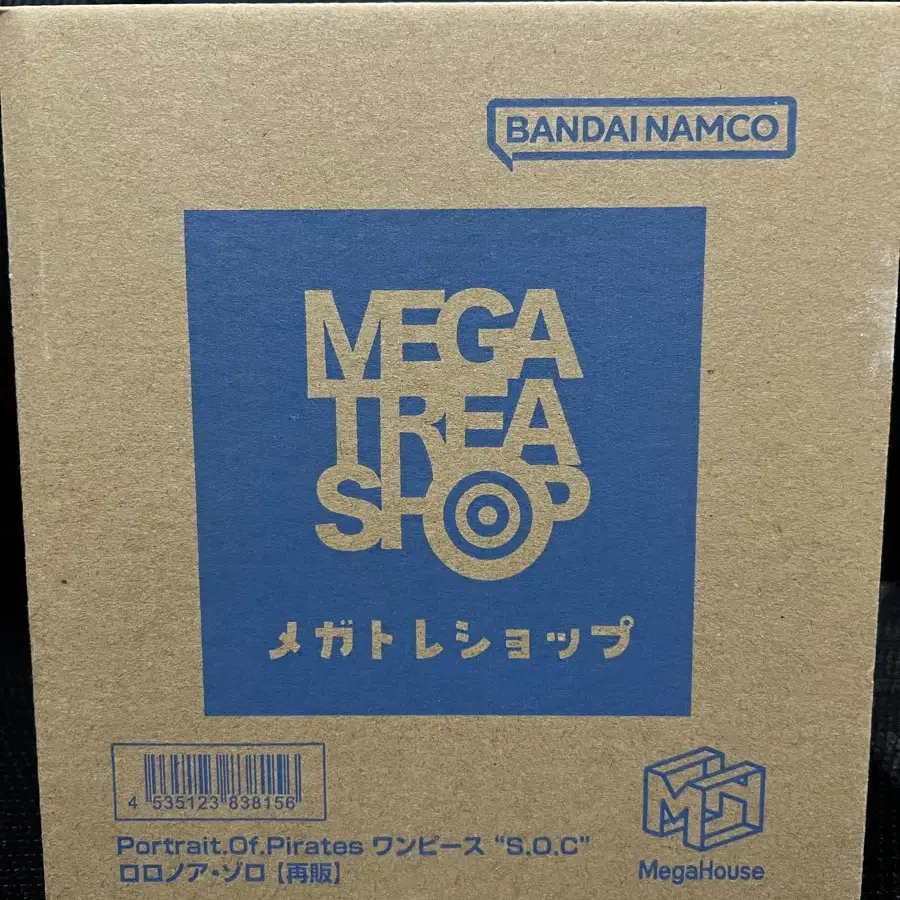 BANDAI NAMCO
MEGA
TREA
SHOP
メガトレショップ
4 535123 838156
Portrait.Of.Pirates ワンピース “S.O.C”
ロロノア・ゾロ【再販】
MH
MegaHouse